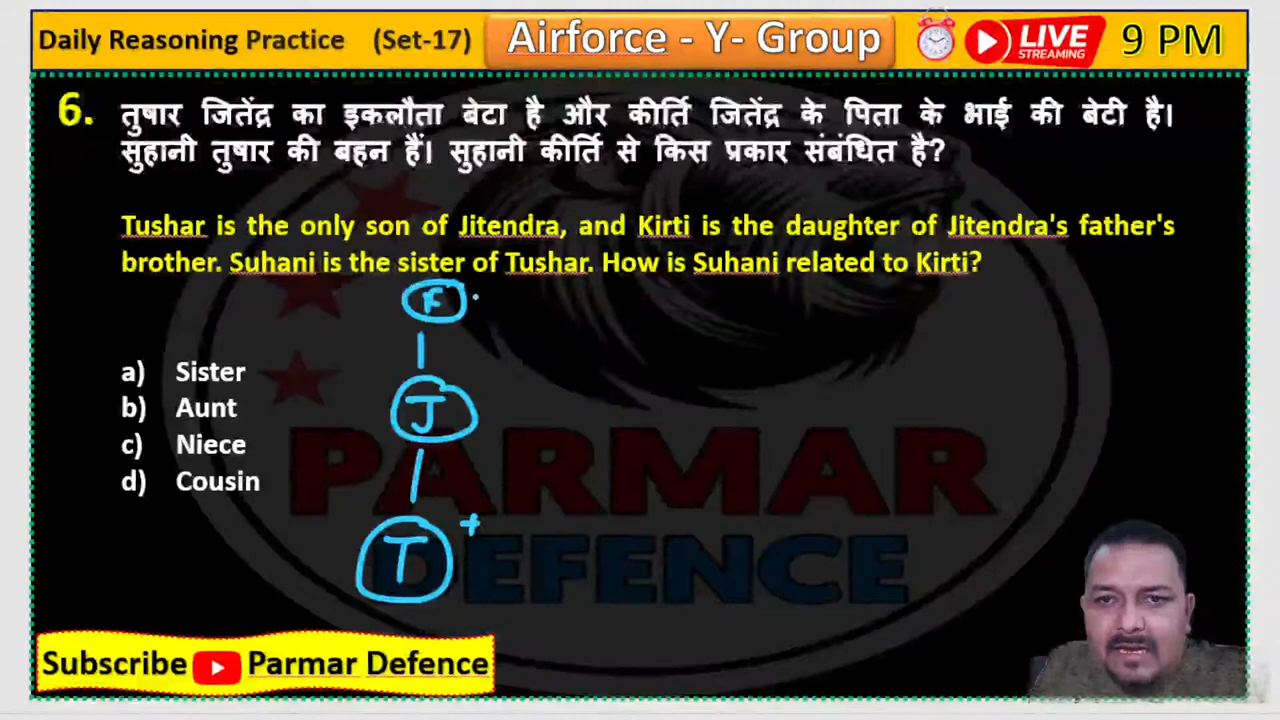 Daily Reasoning Practice (Set-17) Airforce - Y- Group LIVE STREAMING 9 PM
6. तुषार जितेंद्र का इकलौता बेटा है और कीर्ति जितेंद्र के पिता के भाई की बेटी है।
सुहानी तुषार की बहन हैं। सुहानी कीर्ति से किस प्रकार संबंधित है?
Tushar is the only son of Jitendra, and Kirti is the daughter of Jitendra's father's
brother. Suhani is the sister of Tushar. How is Suhani related to Kirti?
F
a) Sister
J
b) Aunt
c) Niece
d) Cousin
PARMAR
T +
DEFENCE
Subscribe Parmar Defence